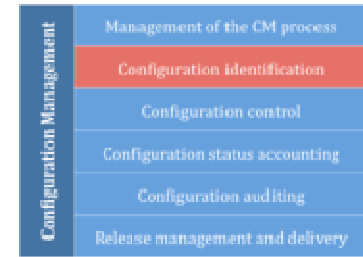 Configuration Management
Management of the CM process
Configuration identification
Configuration control
Configuration status accounting
Configuration auditing
Release management and delivery